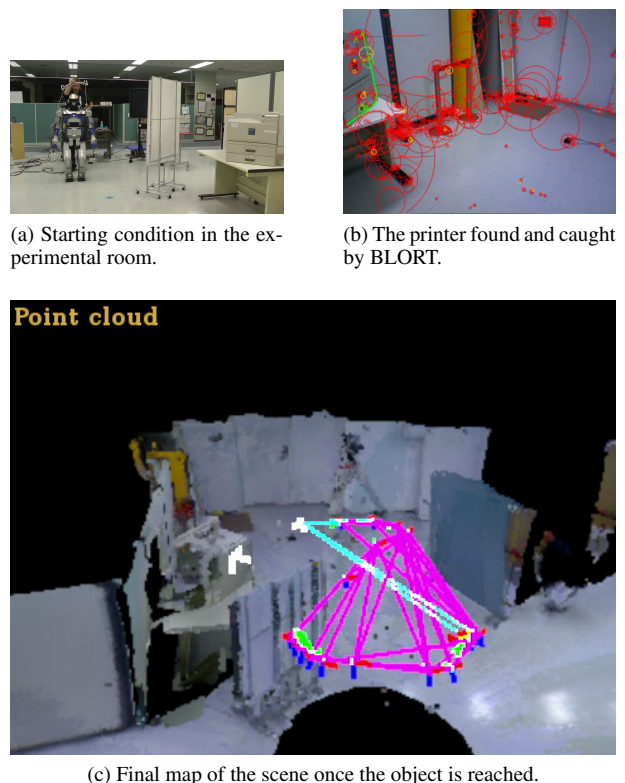 (a) Starting condition in the ex-
perimental room.
(b) The printer found and caught
by BLORT.
Point cloud
(c) Final map of the scene once the object is reached.